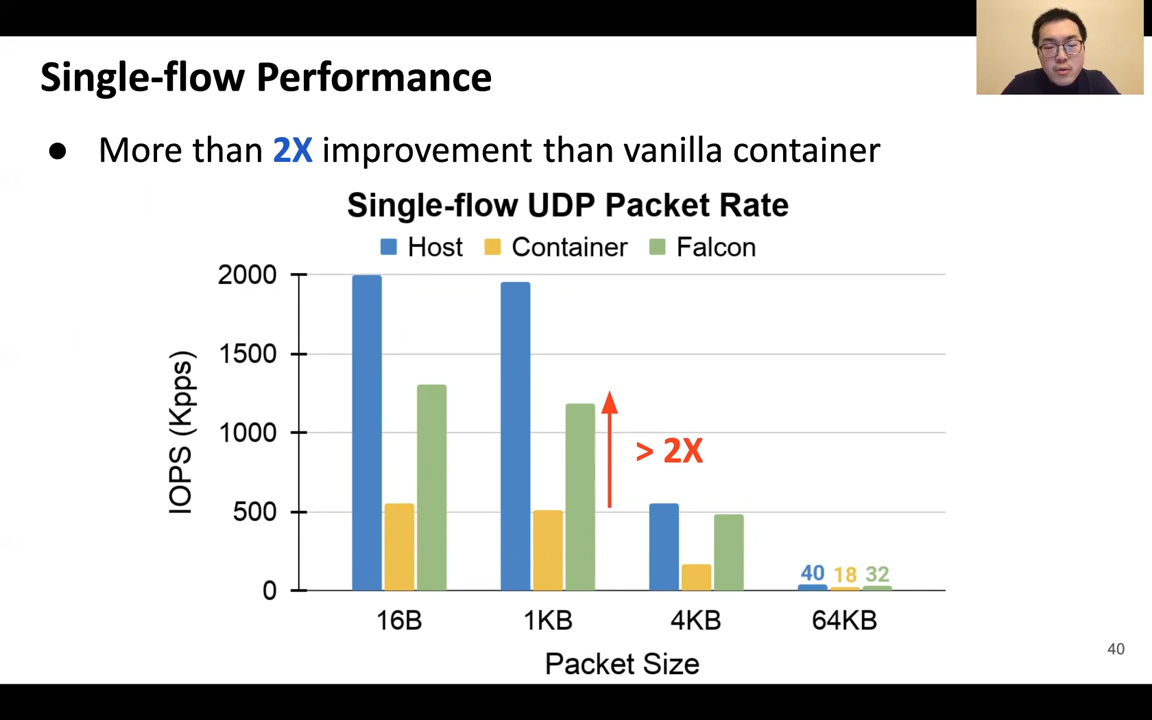 Single-flow Performance
● More than 2X improvement than vanilla container
Single-flow UDP Packet Rate
Host Container Falcon
2000
1500
1000
500
0
IOPS (Kpps)
> 2X
40 18 32
16B 1KB 4KB 64KB
Packet Size
40